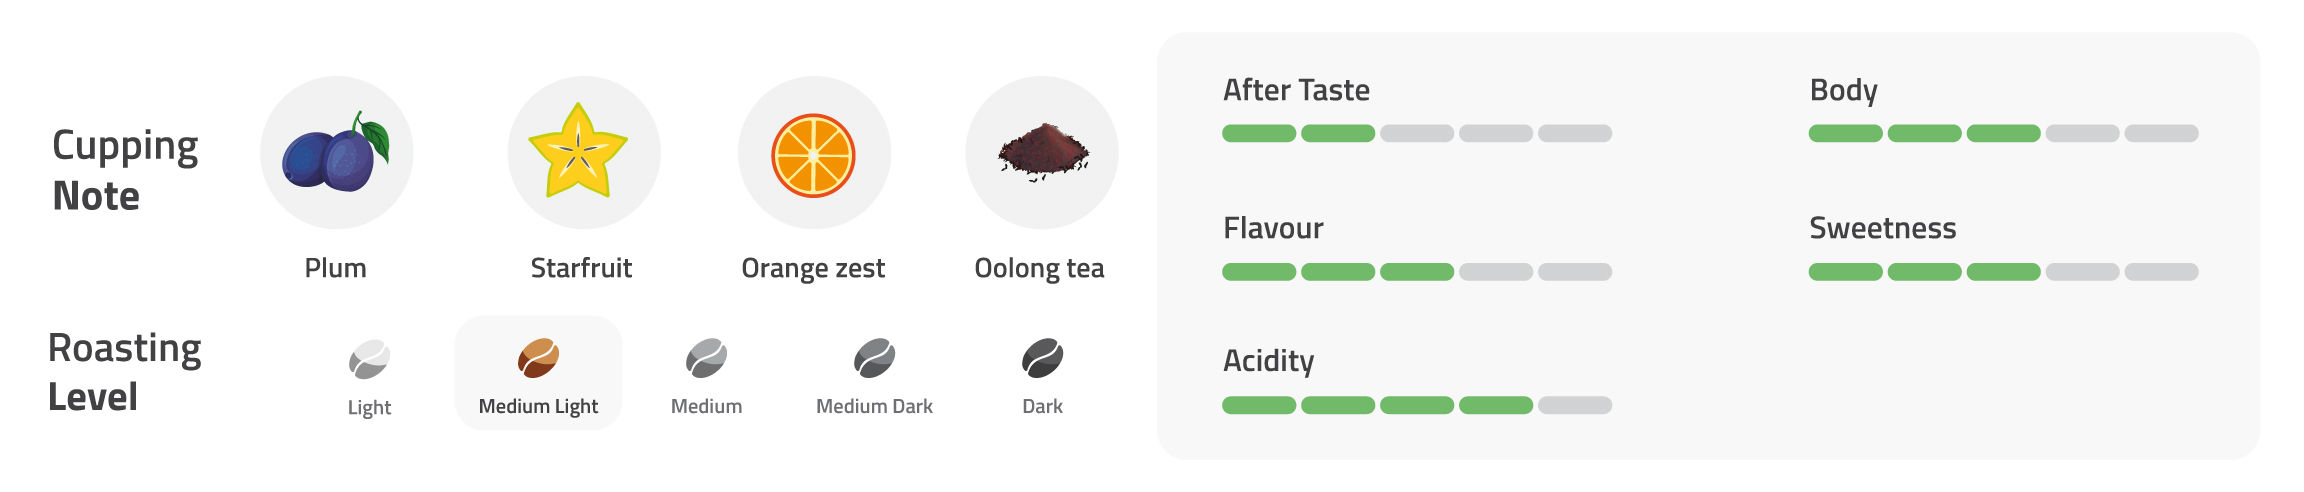 Cupping
Note
Plum
Starfruit
Orange zest
Oolong tea
Roasting
Level
Light
Medium Light
Medium
Medium Dark
Dark
After Taste
Body
Flavour
Sweetness
Acidity